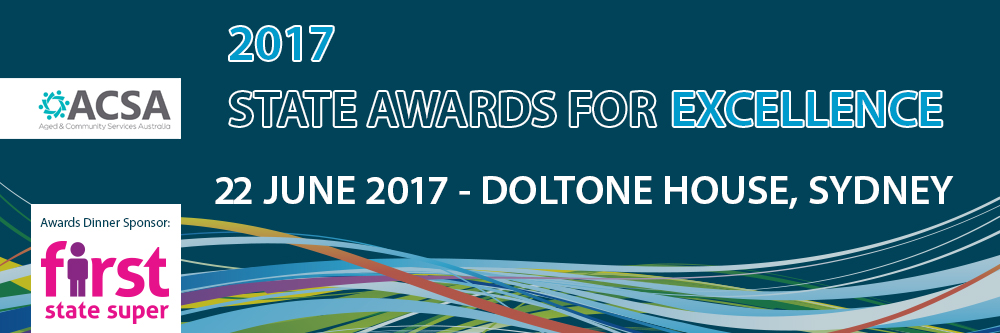 2017
STATE AWARDS FOR EXCELLENCE
22 JUNE 2017 - DOLTONE HOUSE, SYDNEY
ACSA
Aged & Community Services Australia
Awards Dinner Sponsor:
first
state super